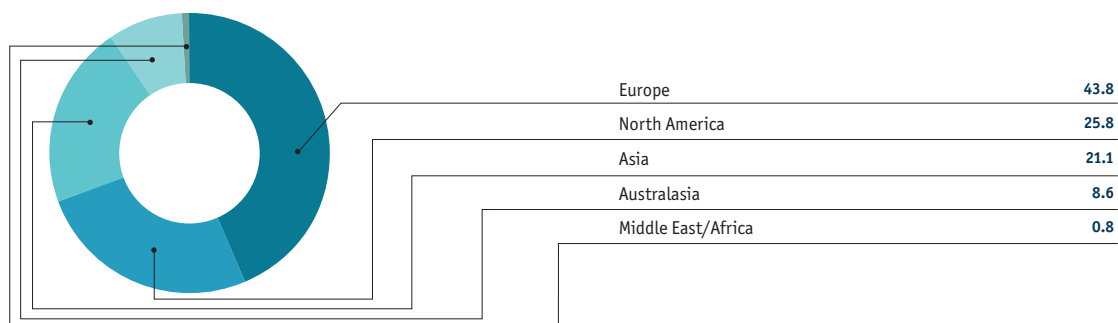 Europe 43.8
North America 25.8
Asia 21.1
Australasia 8.6
Middle East/Africa 0.8